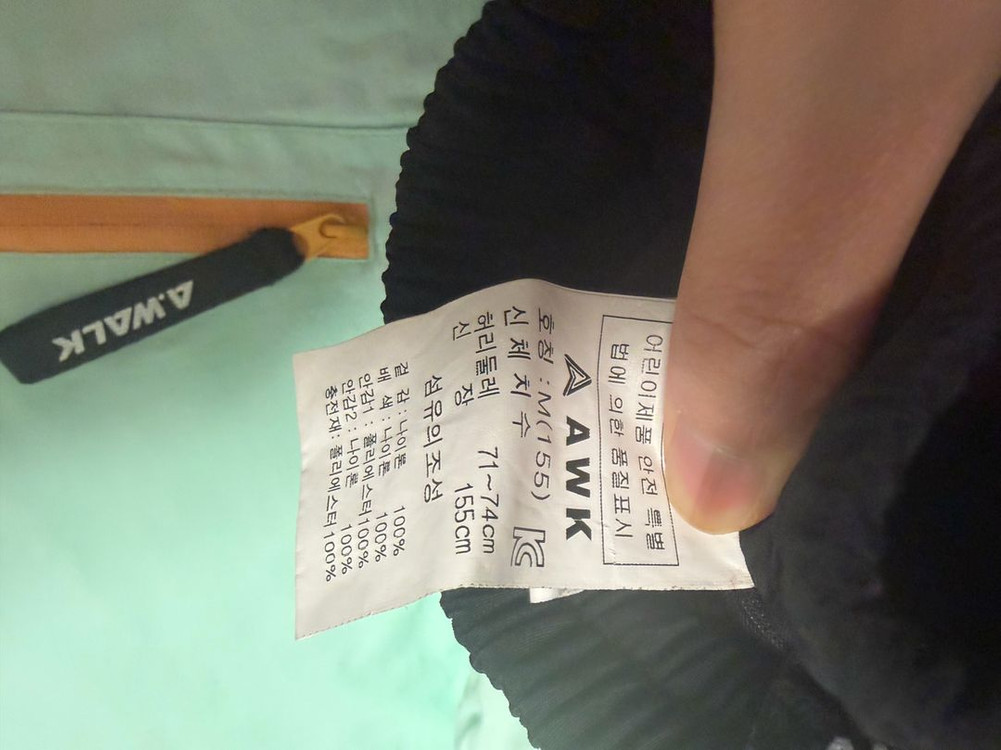 어린이제품 안전 특별
법에 의한 품질표시
AWK
호칭 : M(155)
신체치수
허리둘레 71~74cm
신 장 155cm
섬유의조성
겉 감 : 나이론 100%
배 색 : 나이론 100%
안감1 : 폴리에스터 100%
안감2 : 나이론 100%
충전재 : 폴리에스터 100%
A.WALK